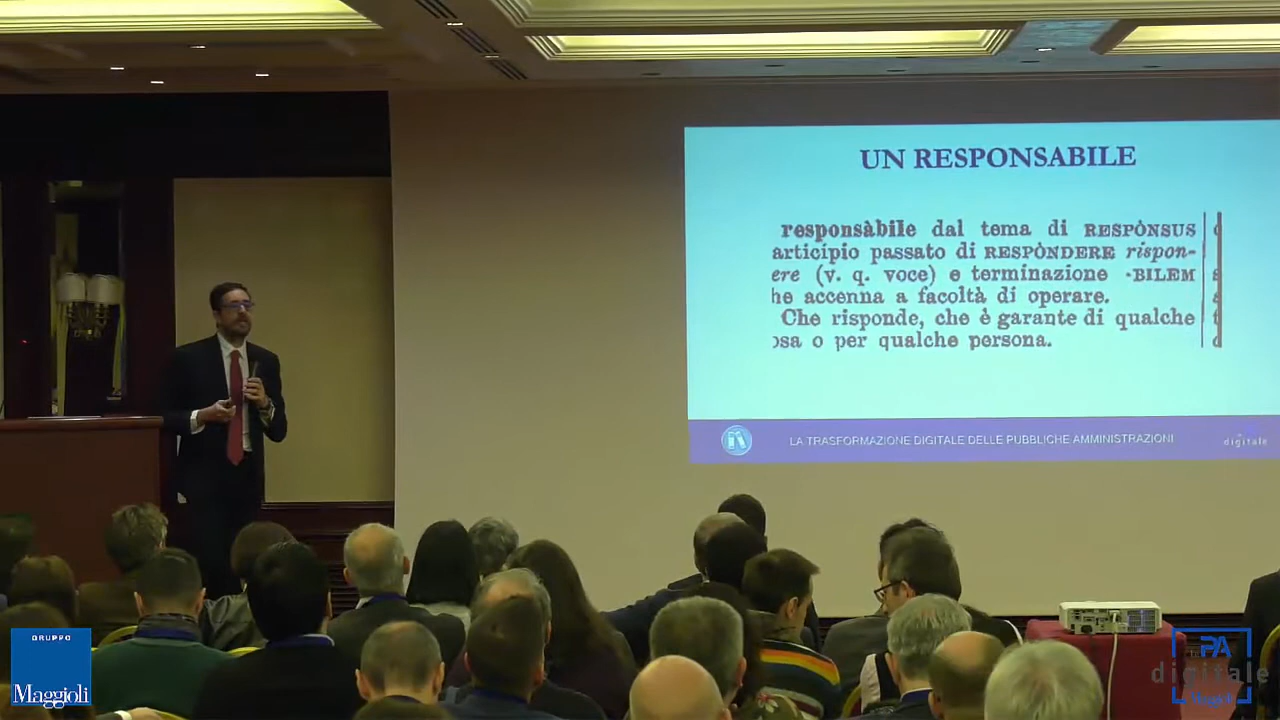 UN RESPONSABILE
responsàbile dal tema di RESPÒNSUS
articipio passato di RESPÒNDERE rispon-
ere (v. q. voce) e terminazione -BILEM
he accenna a facoltà di operare.
Che risponde, che è garante di qualche
osa o per qualche persona.
LA TRASFORMAZIONE DIGITALE DELLE PUBBLICHE AMMINISTRAZIONI
digitale
GRUPPO
Maggioli
PA
digitale
Maggioli